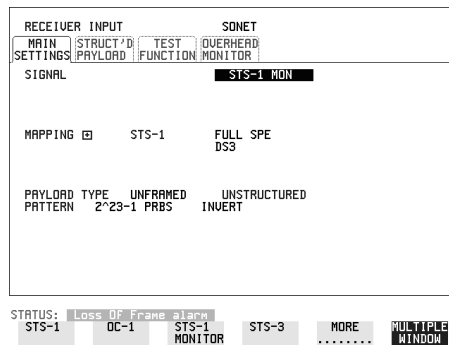 RECEIVER INPUT SONET
MAIN STRUCT'D TEST OVERHEAD
SETTINGS PAYLOAD FUNCTION MONITOR
SIGNAL STS-1 MON
MAPPING + STS-1 FULL SPE
DS3
PAYLOAD TYPE UNFRAMED UNSTRUCTURED
PATTERN 2^23-1 PRBS INVERT
STATUS: Loss OF Frame alarm
STS-1 OC-1 STS-1 STS-3 MORE MULTIPLE
MONITOR ........ WINDOW